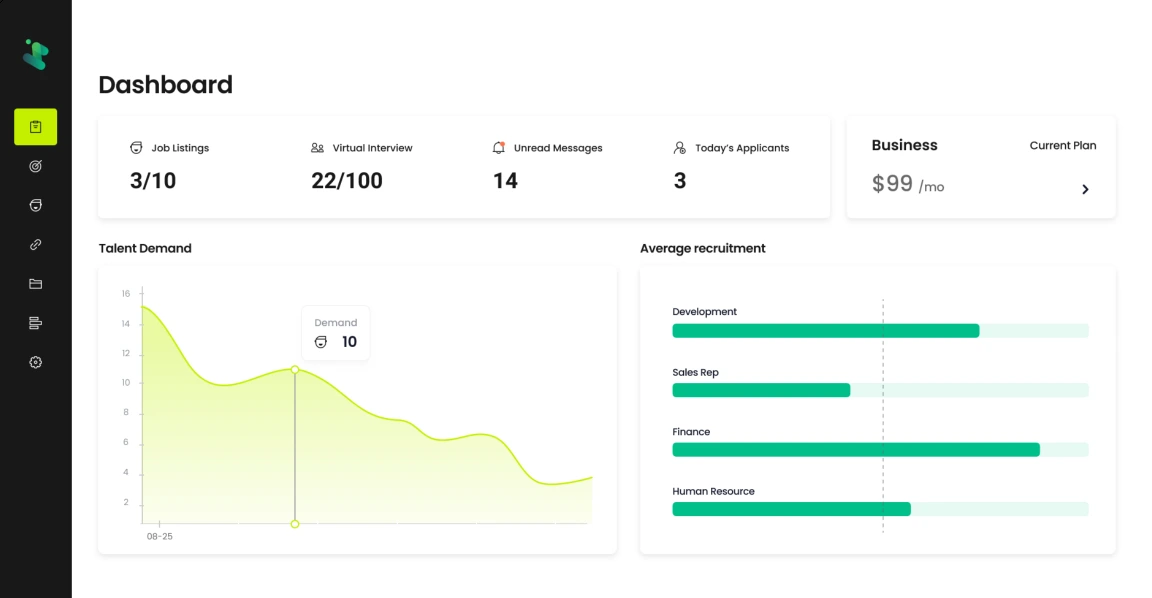 Dashboard
Job Listings
3/10
Virtual Interview
22/100
Unread Messages
14
Today's Applicants
3
Business
Current Plan
$99 /mo
Talent Demand
16
14
12
10
8
6
4
2
08-25
Demand
10
Average recruitment
Development
Sales Rep
Finance
Human Resource